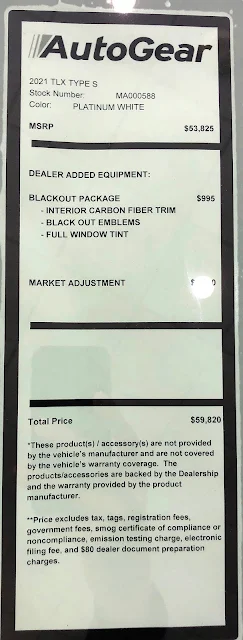 AutoGear
2021 TLX TYPE S
Stock Number: MA000588
Color: PLATINUM WHITE
MSRP $53,825
DEALER ADDED EQUIPMENT:
BLACKOUT PACKAGE $995
- INTERIOR CARBON FIBER TRIM
- BLACK OUT EMBLEMS
- FULL WINDOW TINT
MARKET ADJUSTMENT
Total Price $59,820
*These product(s) / accessory(s) are not provided
by the vehicle's manufacturer and are not covered
by the vehicle's warranty coverage. The
products/accessories are backed by the Dealership
and the warranty provided by the product
manufacturer.
**Price excludes tax, tags, registration fees,
government fees, smog certificate of compliance or
noncompliance, emission testing charge, electronic
filing fee, and $80 dealer document preparation
charges.